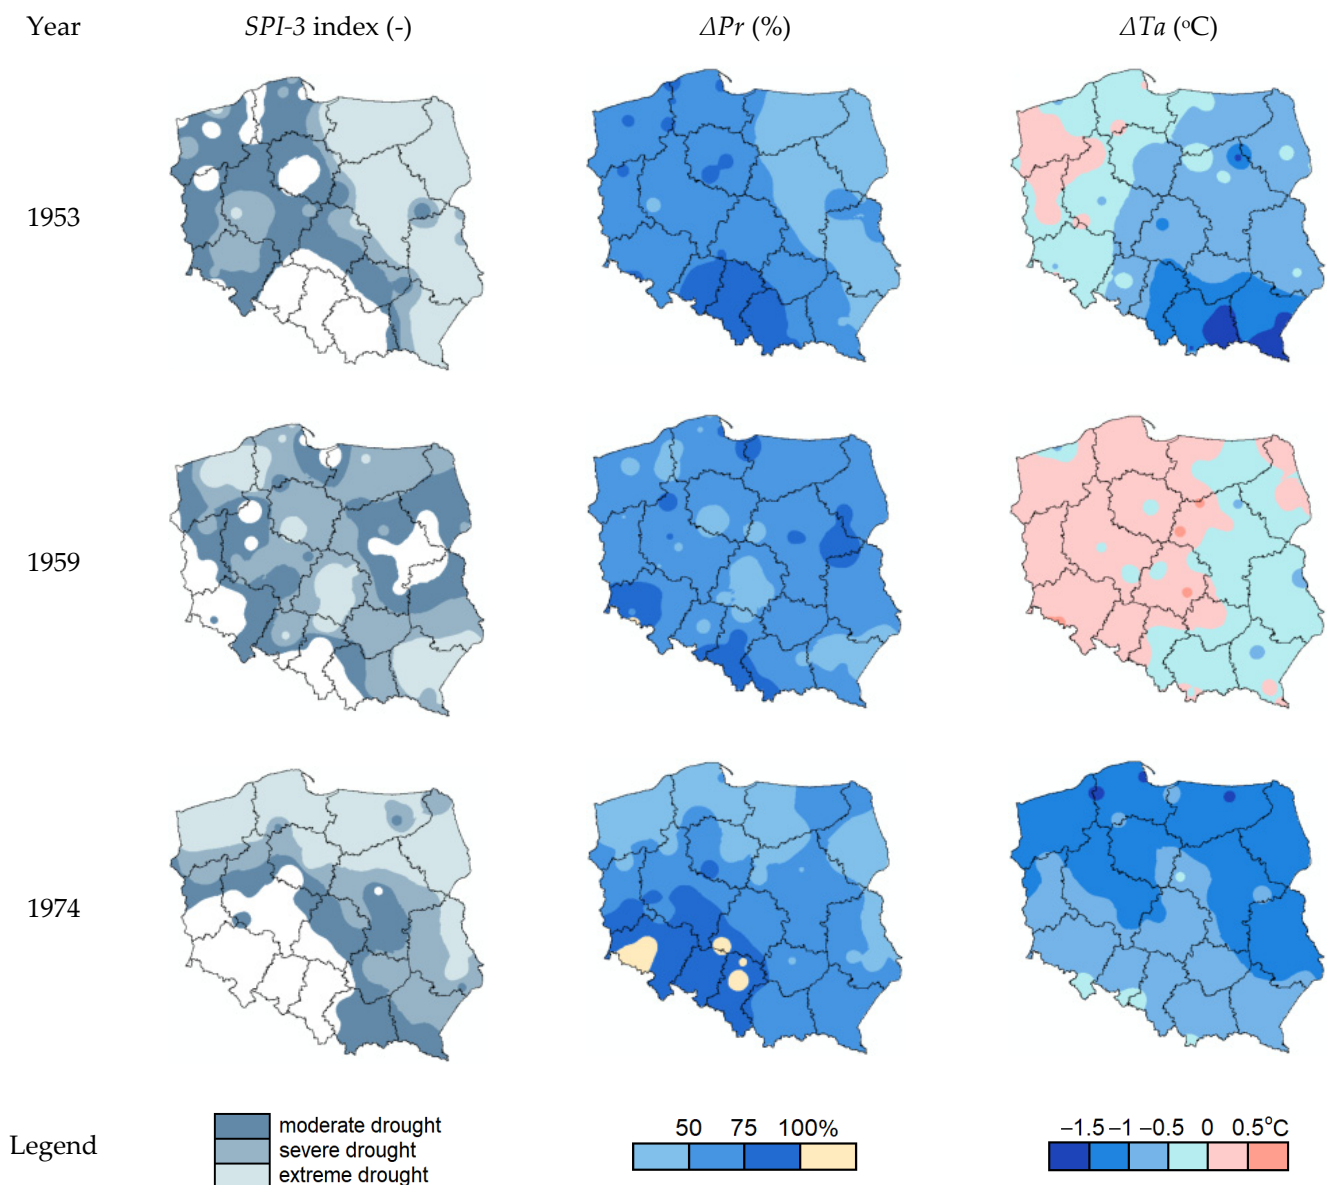 Year SPI-3 index (-) ΔPr (%) ΔTa (°C)
1953
1959
1974
Legend
moderate drought
severe drought
extreme drought
50 75 100%
−1.5 −1 −0.5 0 0.5°C